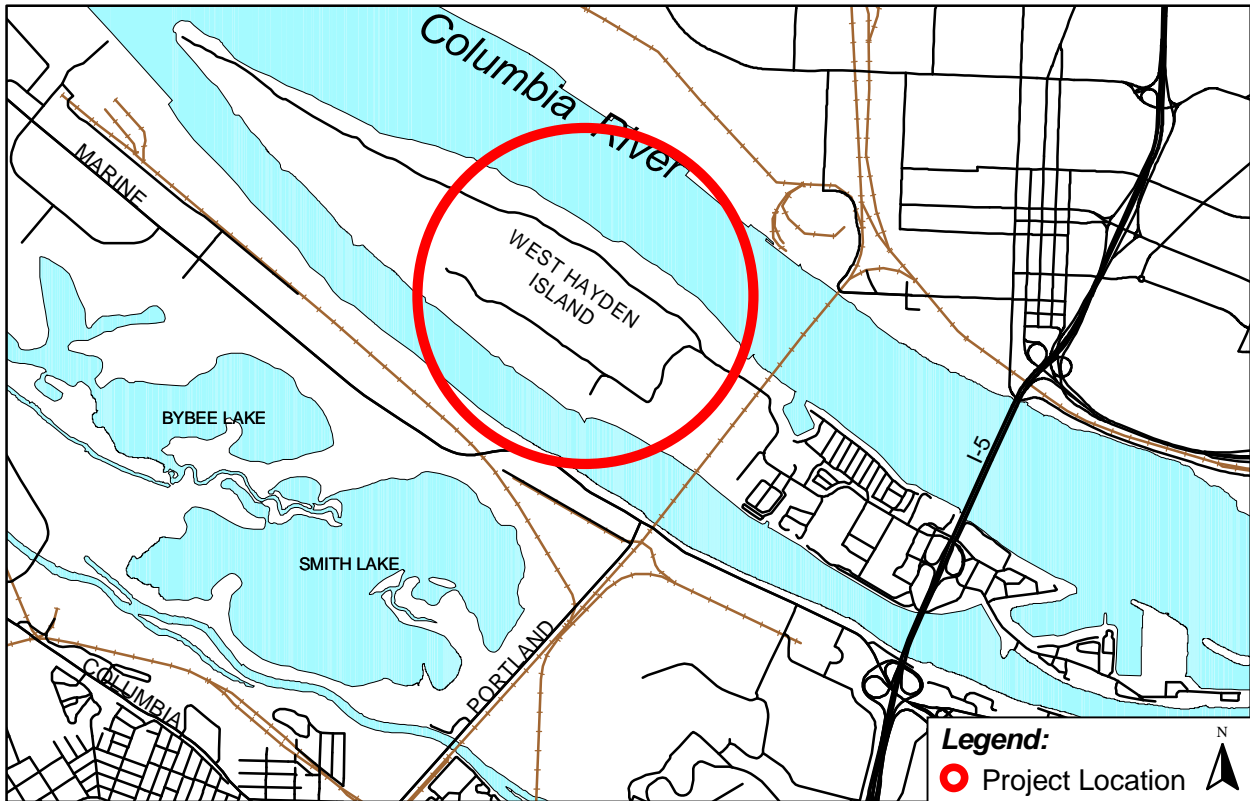 Columbia River
MARINE
WEST HAYDEN
ISLAND
BYBEE LAKE
I-5
SMITH LAKE
PORTLAND
COLUMBIA
Legend:
N
Project Location